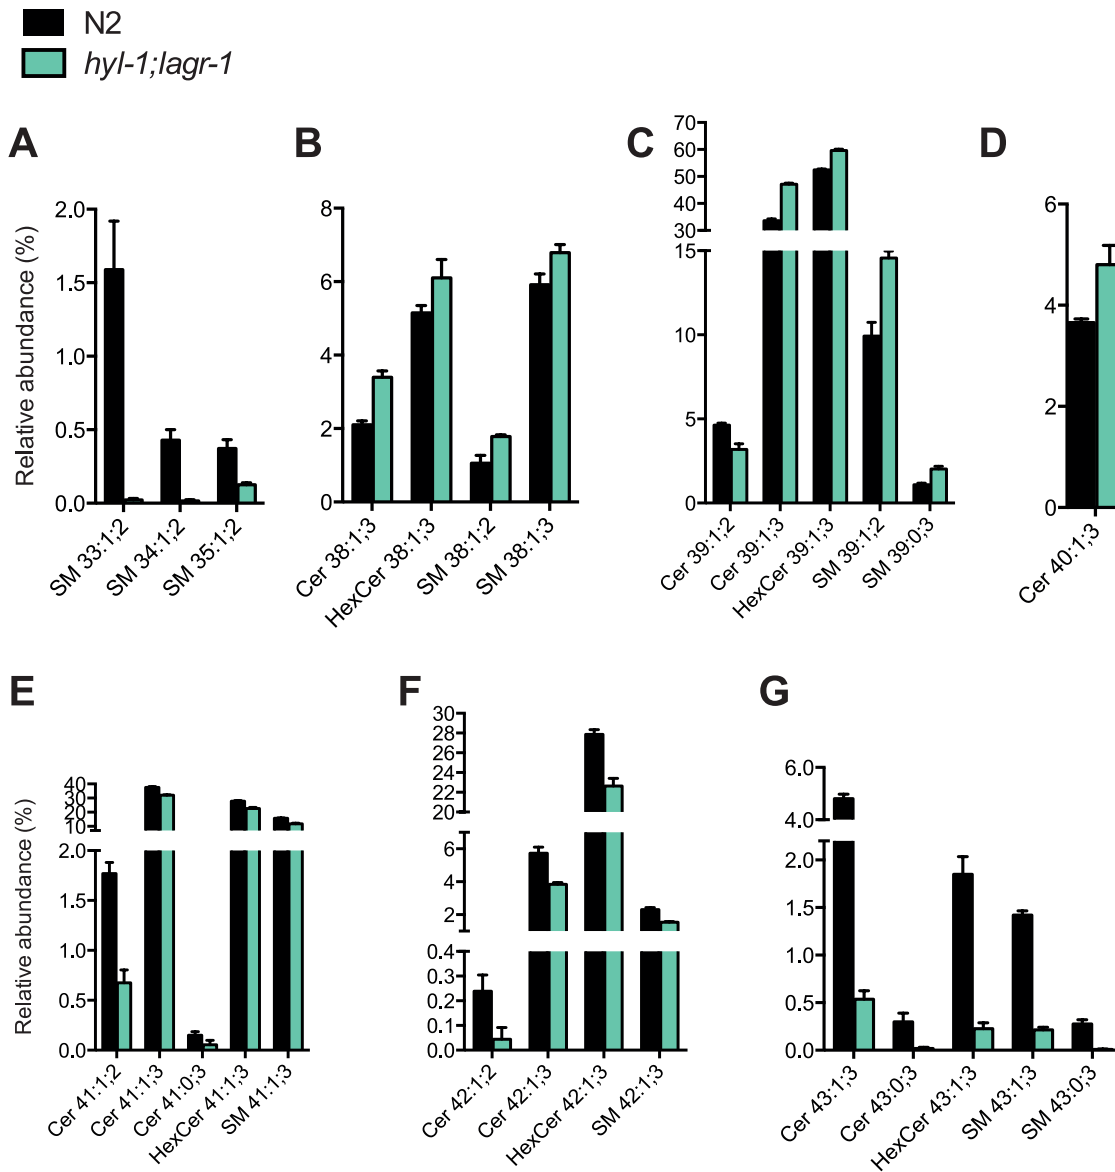 N2
hyl-1;lagr-1
A
B
C
D
Relative abundance (%)
2.0
1.5
1.0
0.5
0.0
SM 33:1;2
SM 34:1;2
SM 35:1;2
8
6
4
2
0
Cer 38:1;3
HexCer 38:1;3
SM 38:1;2
SM 38:1;3
70
60
50
40
30
15
10
5
0
Cer 39:1;2
Cer 39:1;3
HexCer 39:1;3
SM 39:1;2
SM 39:0;3
6
4
2
0
Cer 40:1;3
E
F
G
Relative abundance (%)
40
30
20
10
2.0
1.5
1.0
0.5
0.0
Cer 41:1;2
Cer 41:1;3
Cer 41:0;3
HexCer 41:1;3
SM 41:1;3
30
28
26
24
22
20
6
4
2
0.4
0.3
0.2
0.1
0.0
Cer 42:1;2
Cer 42:1;3
HexCer 42:1;3
SM 42:1;3
6.0
4.0
2.0
1.5
1.0
0.5
0.0
Cer 43:1;3
Cer 43:0;3
HexCer 43:1;3
SM 43:1;3
SM 43:0;3